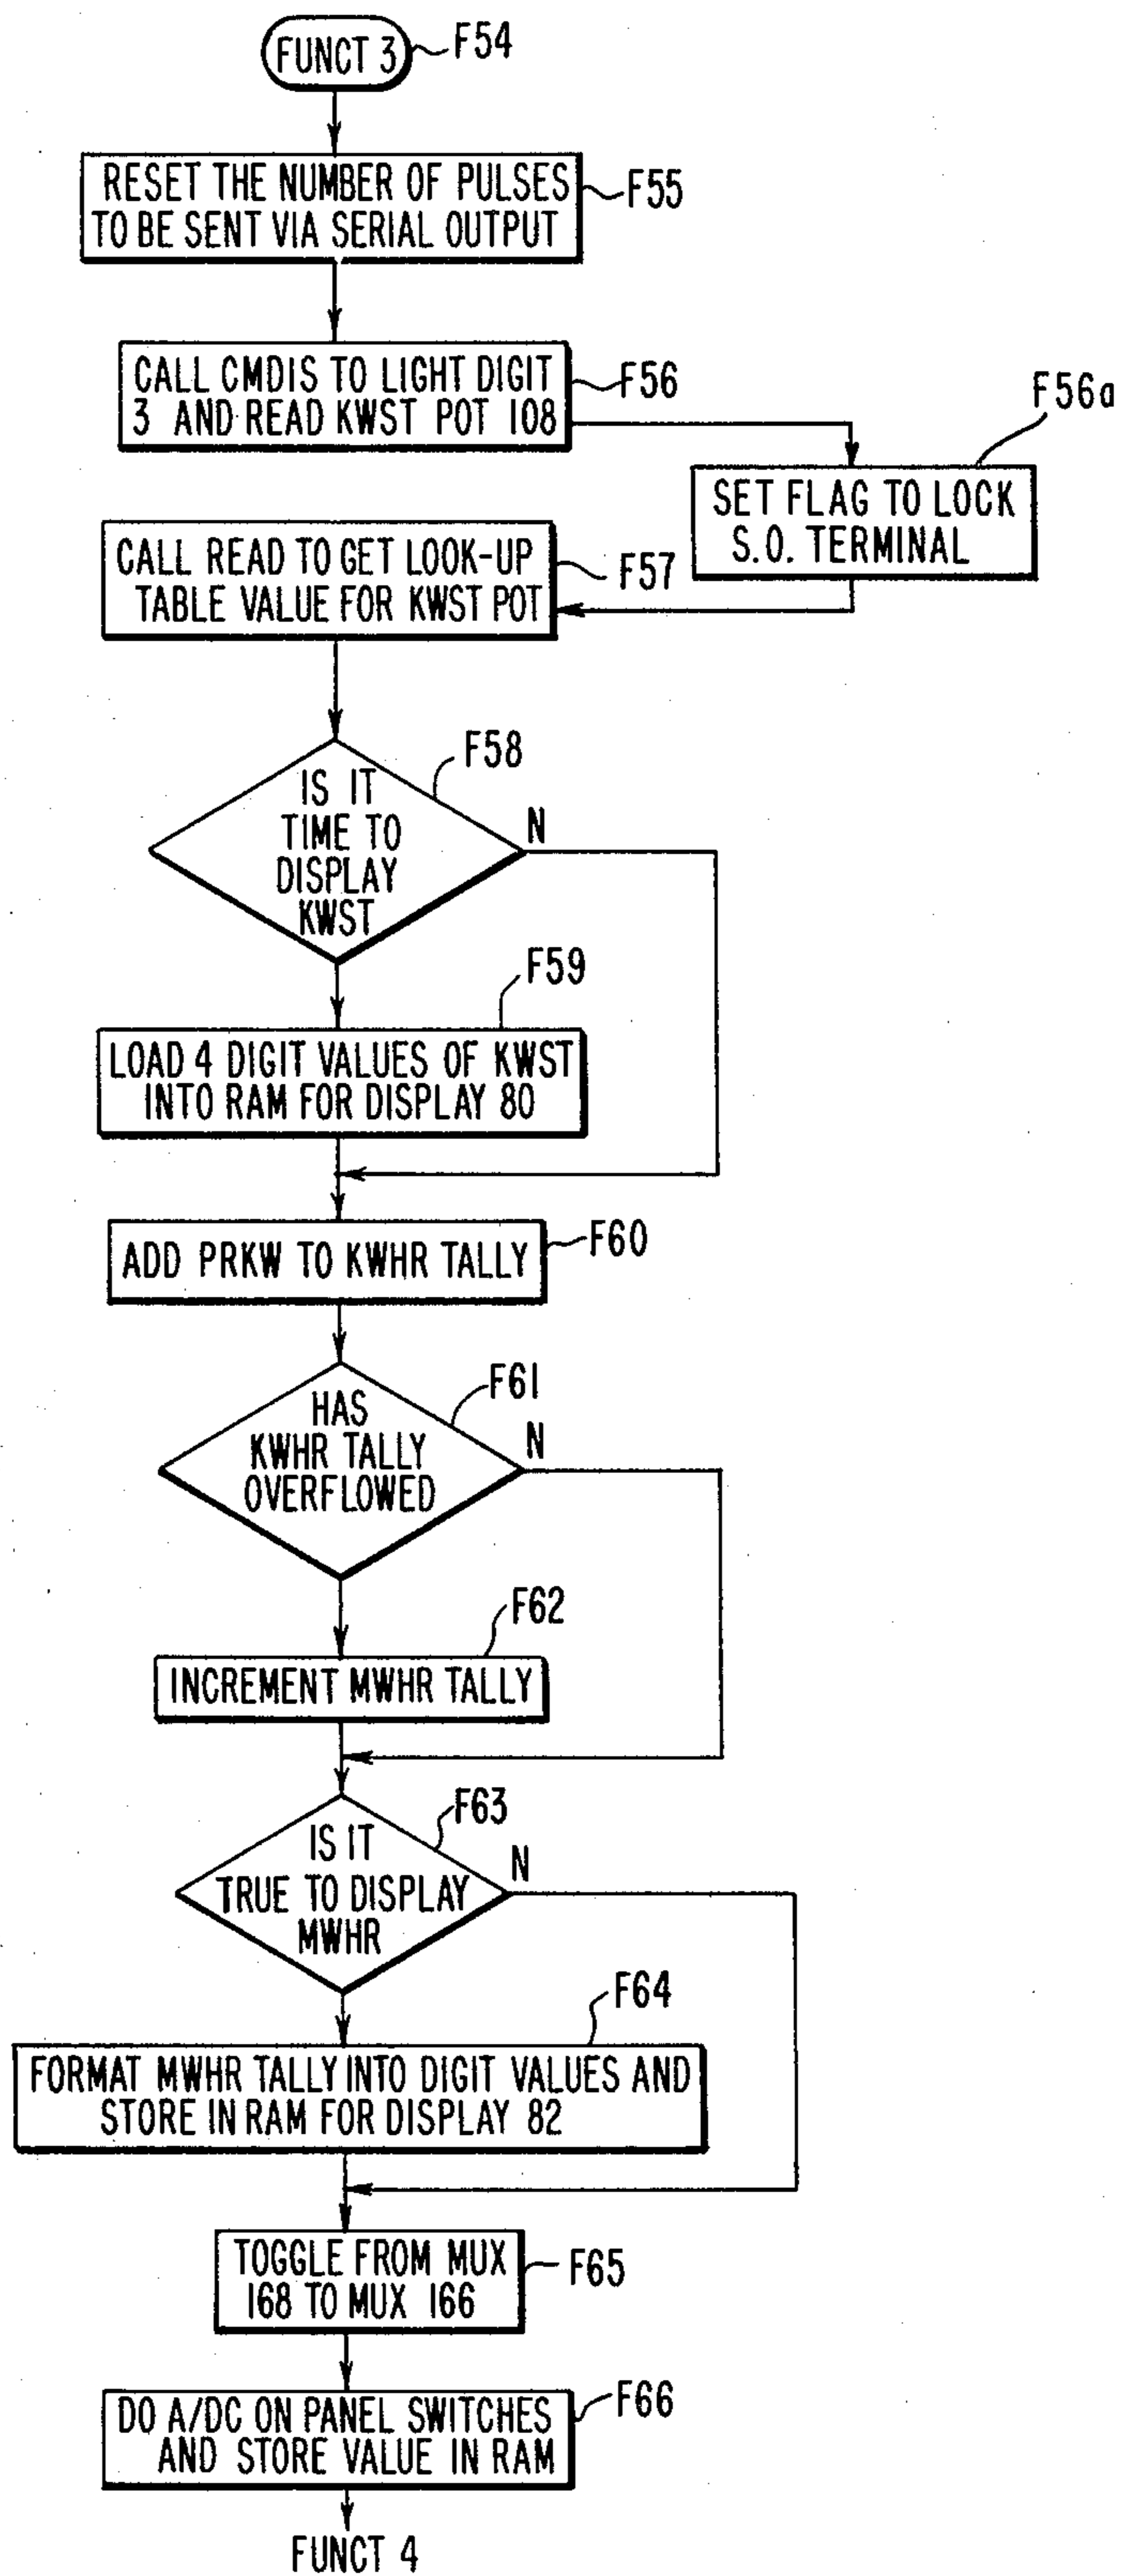 FUNCT 3
F54
RESET THE NUMBER OF PULSES
TO BE SENT VIA SERIAL OUTPUT
F55
CALL CMDIS TO LIGHT DIGIT
3 AND READ KWST POT 108
F56
F56a
SET FLAG TO LOCK
S.O. TERMINAL
CALL READ TO GET LOOK-UP
TABLE VALUE FOR KWST POT
F57
F58
IS IT
TIME TO
DISPLAY
KWST
N
F59
LOAD 4 DIGIT VALUES OF KWST
INTO RAM FOR DISPLAY 80
ADD PRKW TO KWHR TALLY
F60
F61
HAS
KWHR TALLY
OVERFLOWED
N
F62
INCREMENT MWHR TALLY
F63
IS IT
TRUE TO DISPLAY
MWHR
N
F64
FORMAT MWHR TALLY INTO DIGIT VALUES AND
STORE IN RAM FOR DISPLAY 82
TOGGLE FROM MUX
168 TO MUX 166
F65
DO A/DC ON PANEL SWITCHES
AND STORE VALUE IN RAM
F66
FUNCT 4